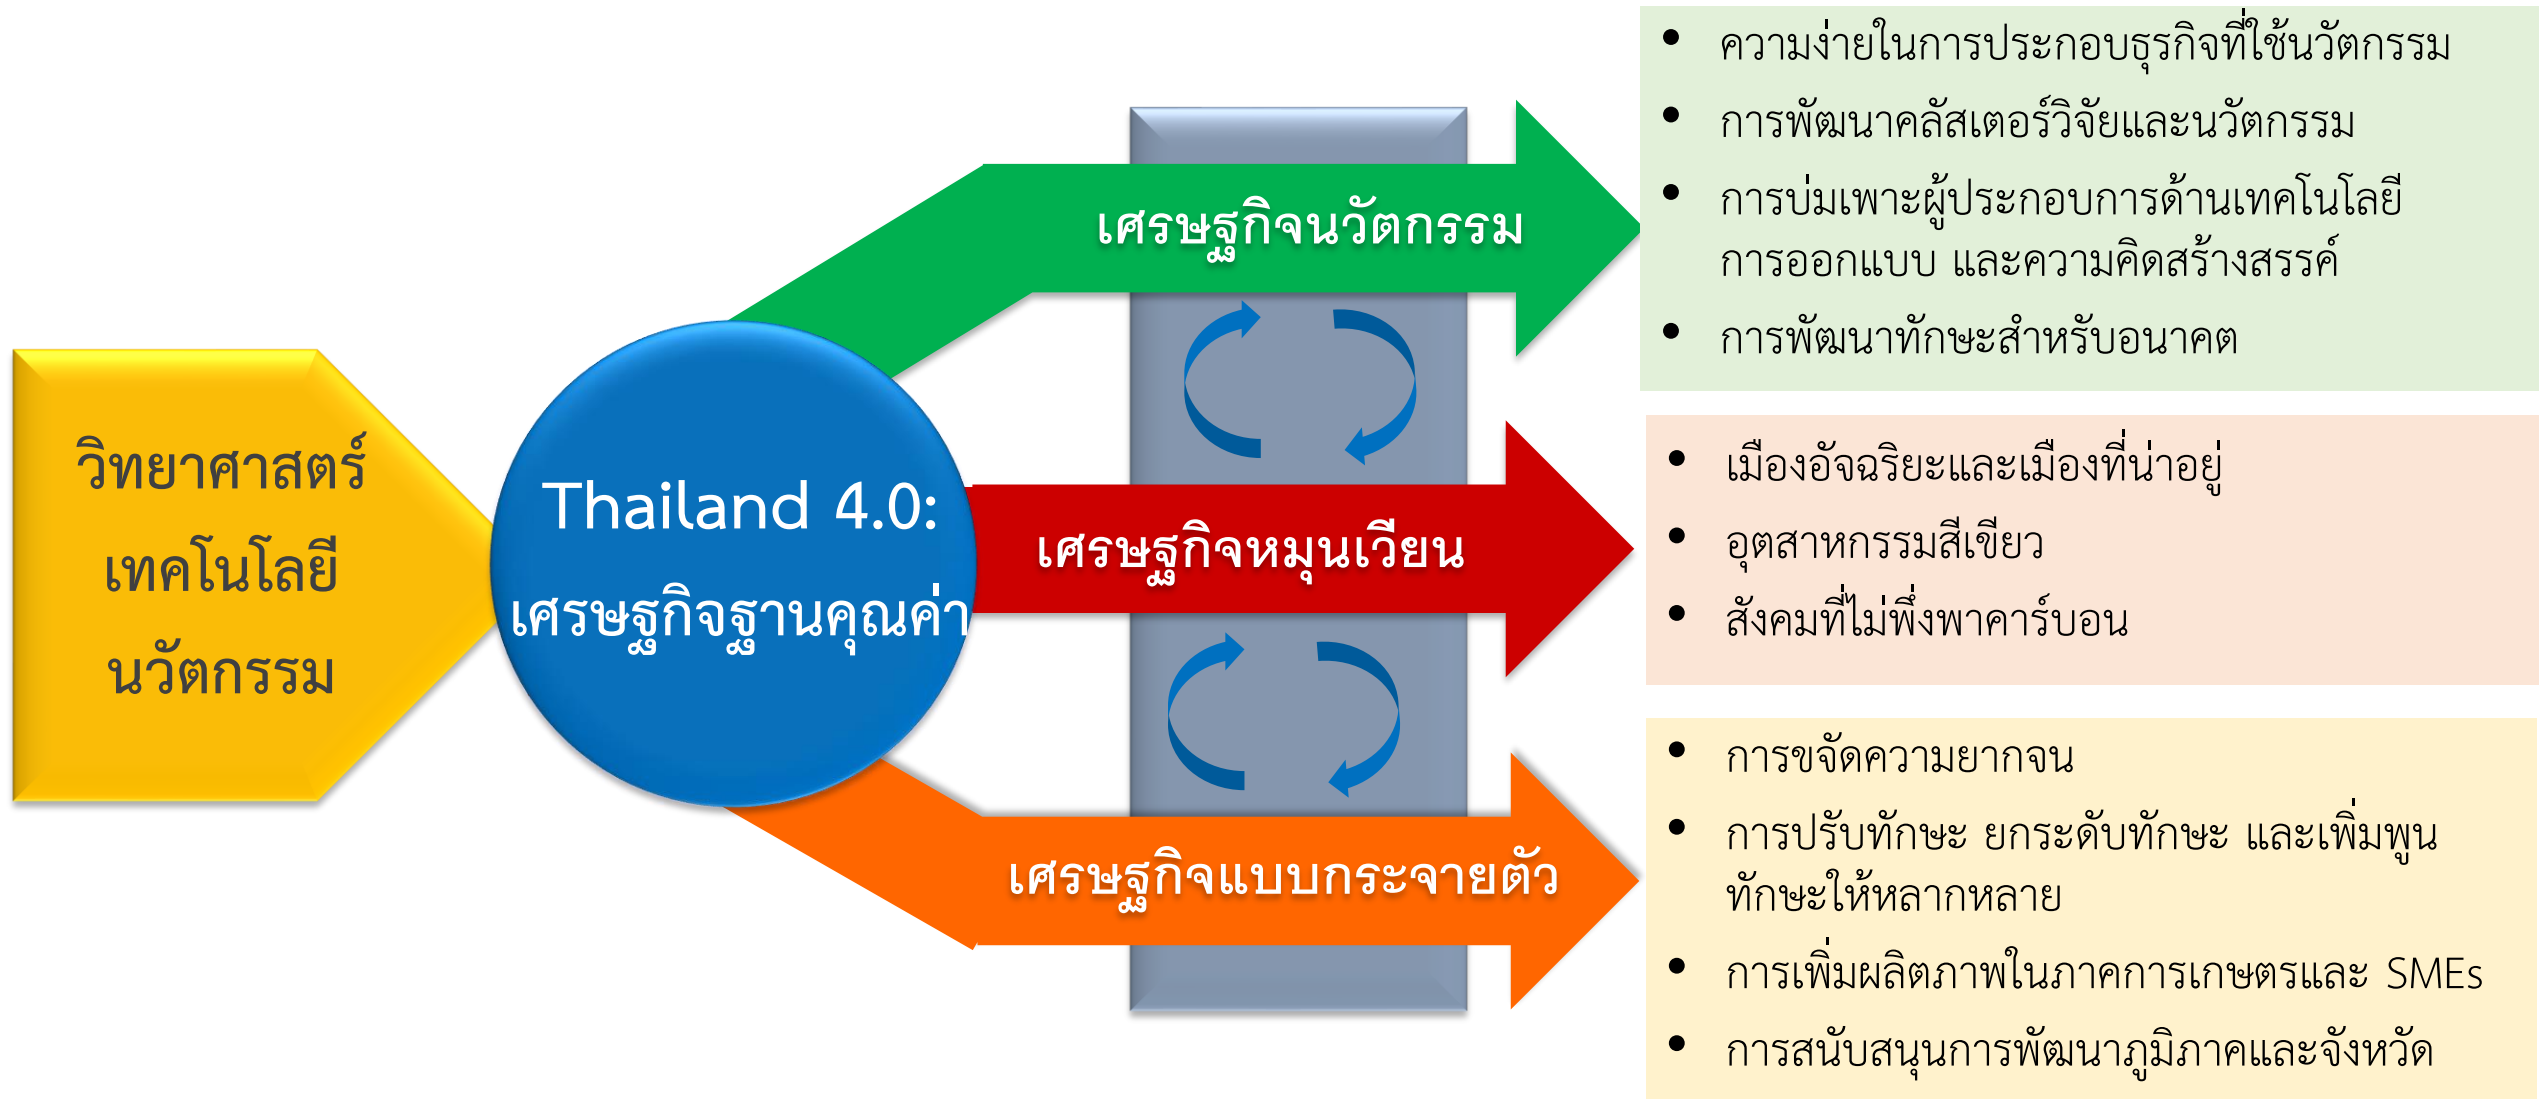 วิทยาศาสตร์
เทคโนโลยี
นวัตกรรม
Thailand 4.0:
เศรษฐกิจฐานคุณค่า
เศรษฐกิจนวัตกรรม
• ความง่ายในการประกอบธุรกิจที่ใช้นวัตกรรม
• การพัฒนาคลัสเตอร์วิจัยและนวัตกรรม
• การบ่มเพาะผู้ประกอบการด้านเทคโนโลยี
การออกแบบ และความคิดสร้างสรรค์
• การพัฒนาทักษะสำหรับอนาคต
เศรษฐกิจหมุนเวียน
• เมืองอัจฉริยะและเมืองที่น่าอยู่
• อุตสาหกรรมสีเขียว
• สังคมที่ไม่พึ่งพาคาร์บอน
เศรษฐกิจแบบกระจายตัว
• การขจัดความยากจน
• การปรับทักษะ ยกระดับทักษะ และเพิ่มพูน
ทักษะให้หลากหลาย
• การเพิ่มผลิตภาพในภาคการเกษตรและ SMEs
• การสนับสนุนการพัฒนาภูมิภาคและจังหวัด